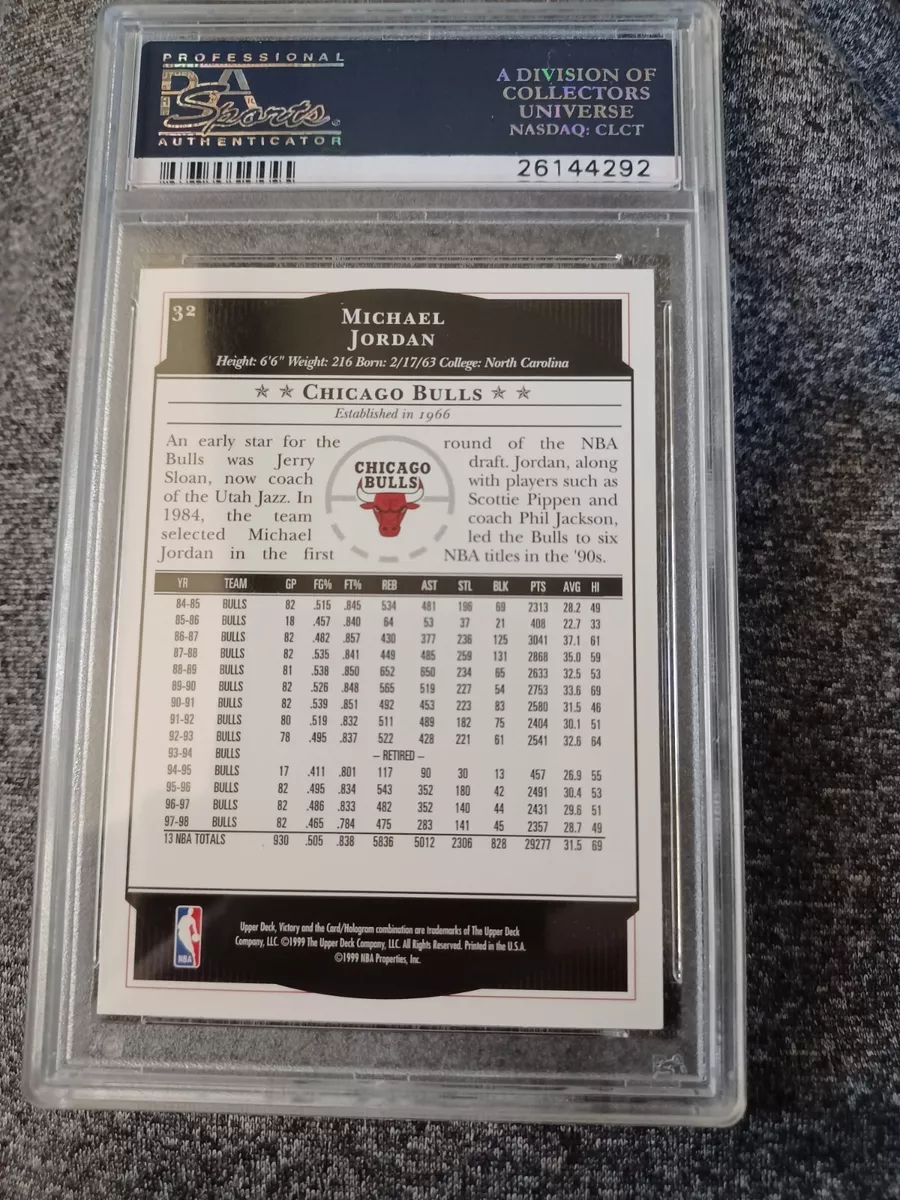 PROFESSIONAL
PSA
Sports
AUTHENTICATOR
A DIVISION OF
COLLECTORS
UNIVERSE
NASDAQ: CLCT
26144292
32
MICHAEL
JORDAN
Height: 6'6" Weight: 216 Born: 2/17/63 College: North Carolina
CHICAGO BULLS
Established in 1966
An early star for the
Bulls was Jerry
Sloan, now coach
of the Utah Jazz. In
1984, the team
selected Michael
Jordan in the first
CHICAGO
BULLS
round of the NBA
draft. Jordan, along
with players such as
Scottie Pippen and
coach Phil Jackson,
led the Bulls to six
NBA titles in the '90s.
YR TEAM GP FG% FT% REB AST STL BLK PTS AVG HI
84-85 BULLS 82 .515 .845 534 481 196 69 2313 28.2 49
85-86 BULLS 18 .457 .840 64 53 37 21 408 22.7 33
86-87 BULLS 82 .482 .857 430 377 236 125 3041 37.1 61
87-88 BULLS 82 .535 .841 449 485 259 131 2868 35.0 59
88-89 BULLS 81 .538 .850 652 650 234 65 2633 32.5 53
89-90 BULLS 82 .526 .848 565 519 227 54 2753 33.6 69
90-91 BULLS 82 .539 .851 492 453 223 83 2580 31.5 46
91-92 BULLS 80 .519 .832 511 489 182 75 2404 30.1 51
92-93 BULLS 78 .495 .837 522 428 221 61 2541 32.6 64
93-94 BULLS – RETIRED –
94-95 BULLS 17 .411 .801 117 90 30 13 457 26.9 55
95-96 BULLS 82 .495 .834 543 352 180 42 2491 30.4 53
96-97 BULLS 82 .486 .833 482 352 140 44 2431 29.6 51
97-98 BULLS 82 .465 .784 475 283 141 45 2357 28.7 49
13 NBA TOTALS 930 .505 .838 5836 5012 2306 828 29277 31.5 69
NBA
Upper Deck, Victory and the Card/Hologram combination are trademarks of The Upper Deck
Company, LLC. ©1999 The Upper Deck Company, LLC. All Rights Reserved. Printed in the U.S.A.
©1999 NBA Properties, Inc.
PSA